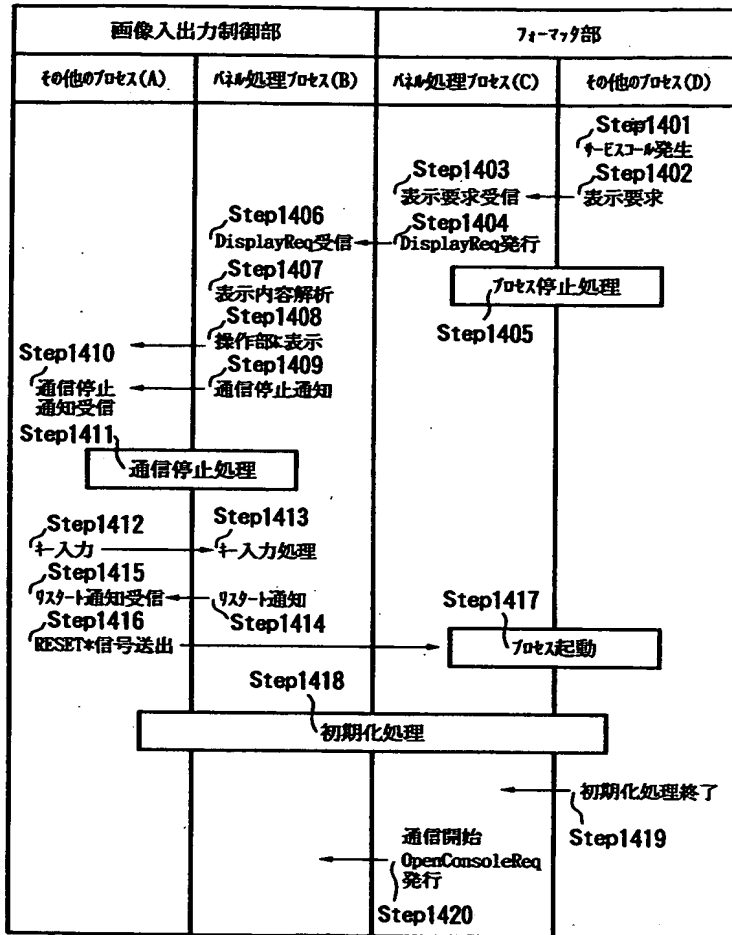 画像入出力制御部
フォーマッタ部
その他のプロセス(A)
パネル処理プロセス(B)
パネル処理プロセス(C)
その他のプロセス(D)
Step1401
サービスコール発生
Step1403
Step1402
表示要求受信
表示要求
Step1406
Step1404
DisplayReq受信
DisplayReq発行
Step1407
表示内容解析
プロセス停止処理
Step1408
操作部に表示
Step1405
Step1410
Step1409
通信停止
通知受信
通信停止通知
Step1411
通信停止処理
Step1412
Step1413
キー入力
キー入力処理
Step1415
リスタート通知受信
リスタート通知
Step1414
Step1416
RESET*信号送出
Step1417
プロセス起動
Step1418
初期化処理
初期化処理終了
Step1419
通信開始
OpenConsoleReq
発行
Step1420